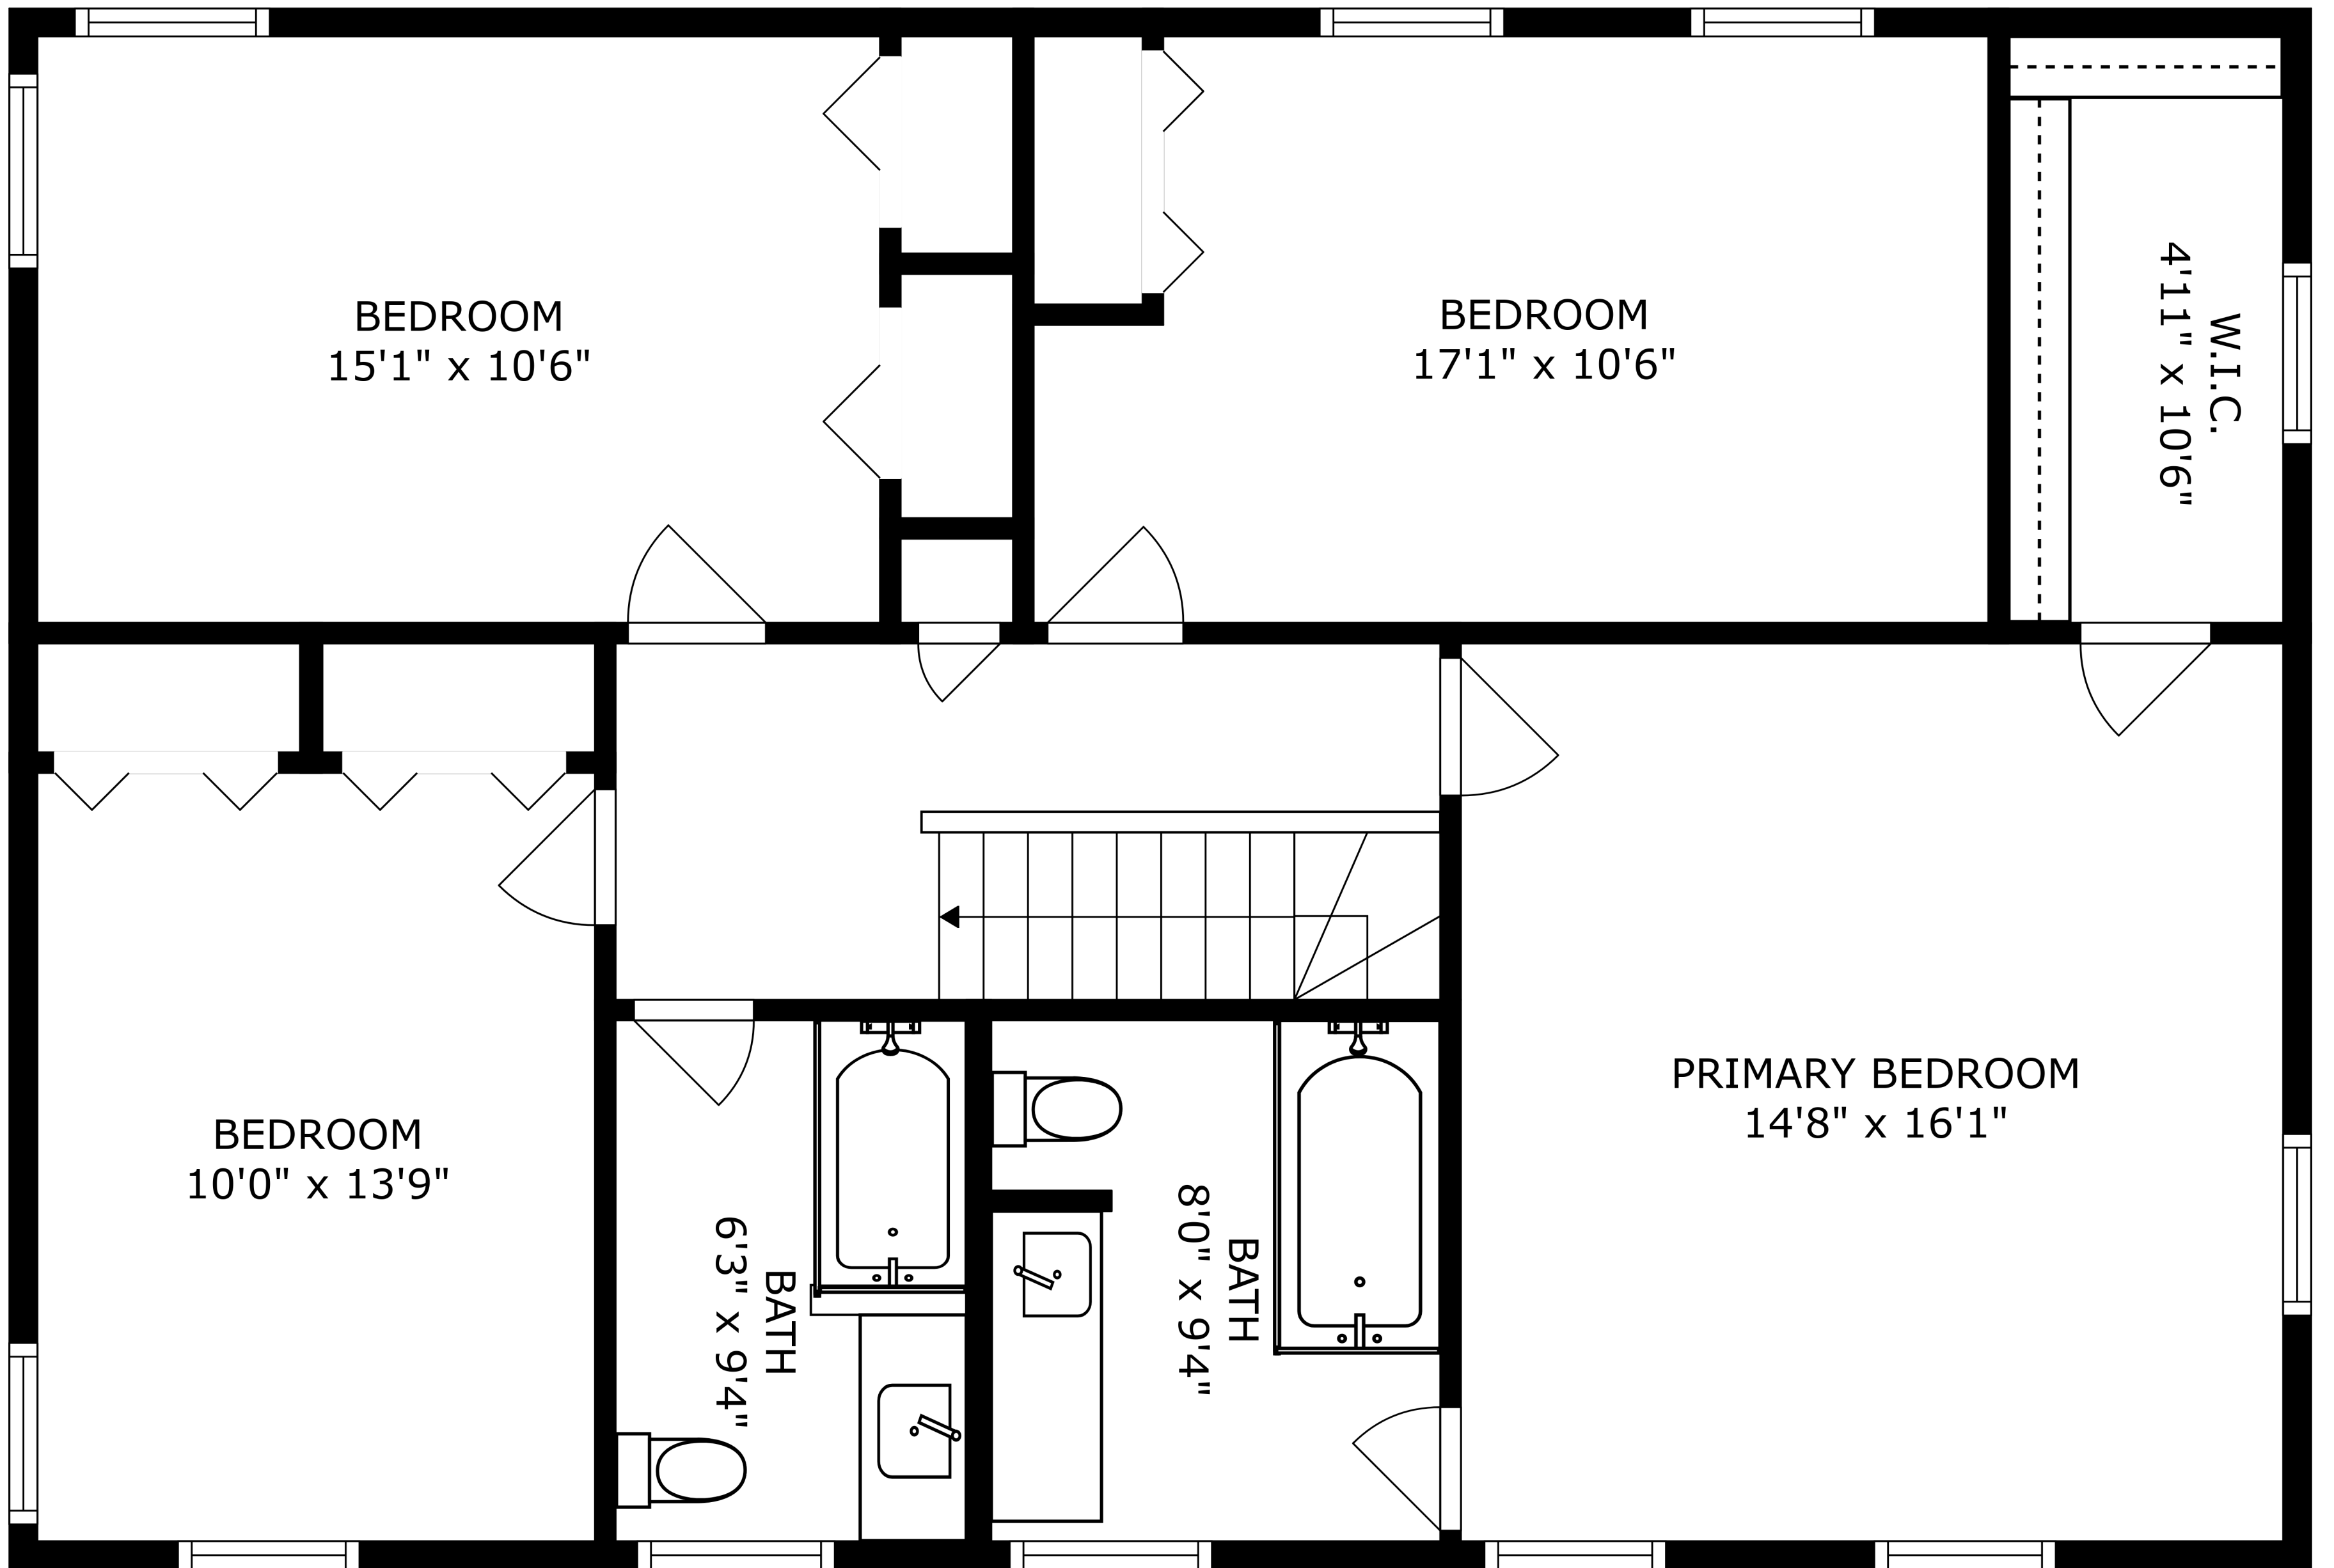 BEDROOM
15'1" x 10'6"
BEDROOM
17'1" x 10'6"
W.I.C.
4'11" x 10'6"
BEDROOM
10'0" x 13'9"
BATH
6'3" x 9'4"
BATH
8'0" x 9'4"
PRIMARY BEDROOM
14'8" x 16'1"